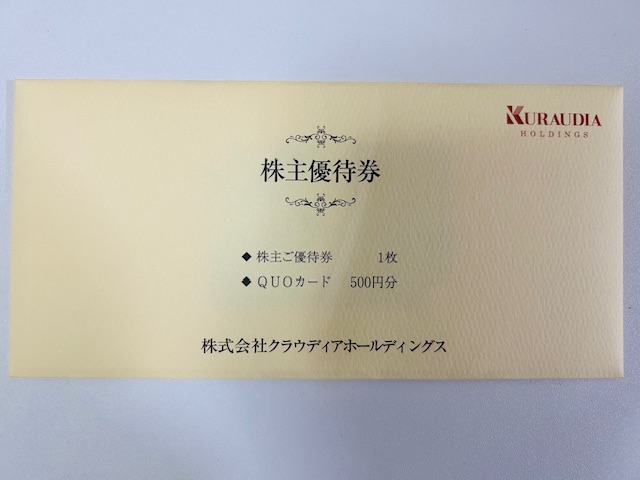 KURAUDIA
HOLDINGS
株主優待券
◆ 株主ご優待券 1枚
◆ QUOカード 500円分
株式会社クラウディアホールディングス